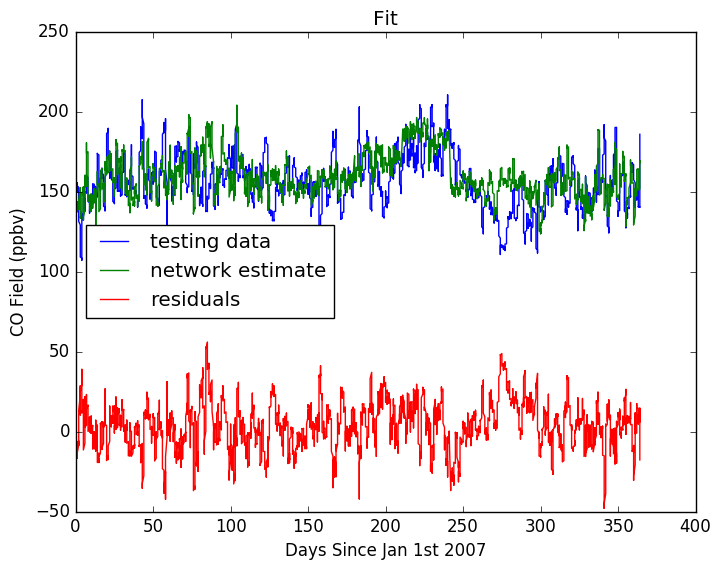 Fit
250
200
150
100
50
0
−50
CO Field (ppbv)
testing data
network estimate
residuals
0 50 100 150 200 250 300 350 400
Days Since Jan 1st 2007